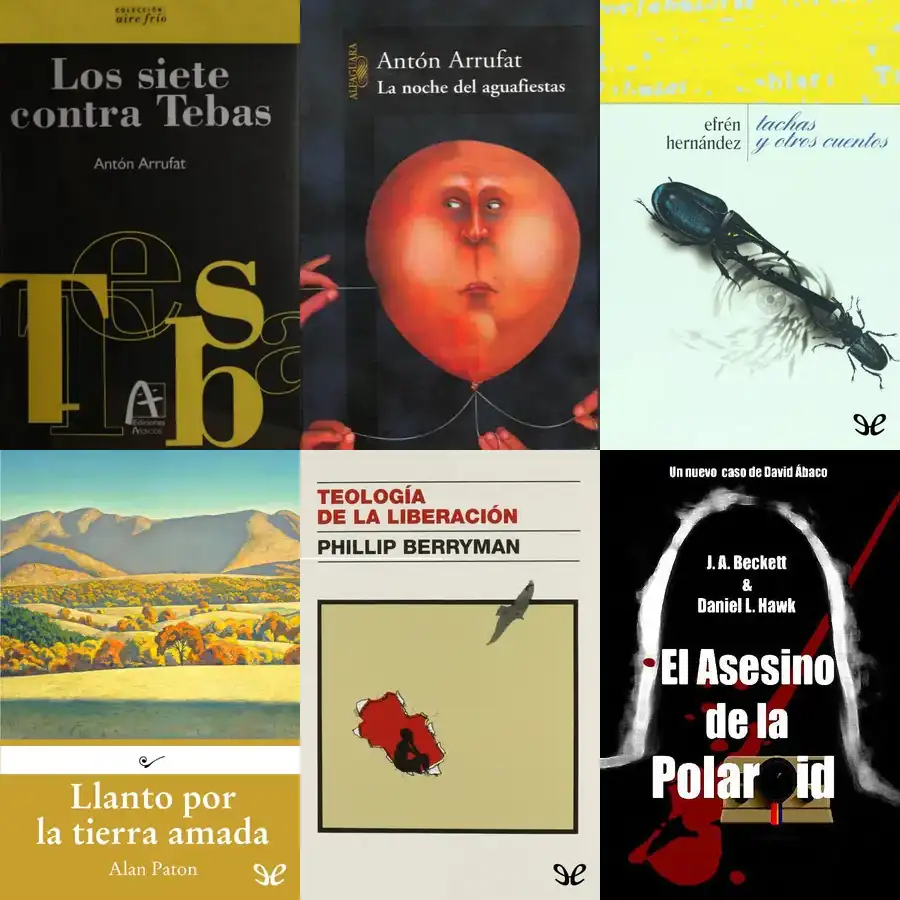 COLECCIÓN
aire frío
Los siete
contra Tebas
Antón Arrufat
Tebas
Ediciones
ALFAGUARA
Antón Arrufat
La noche del aguafiestas
efrén
hernández
tachas
y otros cuentos
Llanto por
la tierra amada
Alan Paton
TEOLOGÍA
DE LA LIBERACIÓN
PHILLIP BERRYMAN
Un nuevo caso de David Ábaco
J. A. Beckett
&
Daniel L. Hawk
El Asesino
de la
Polaroid